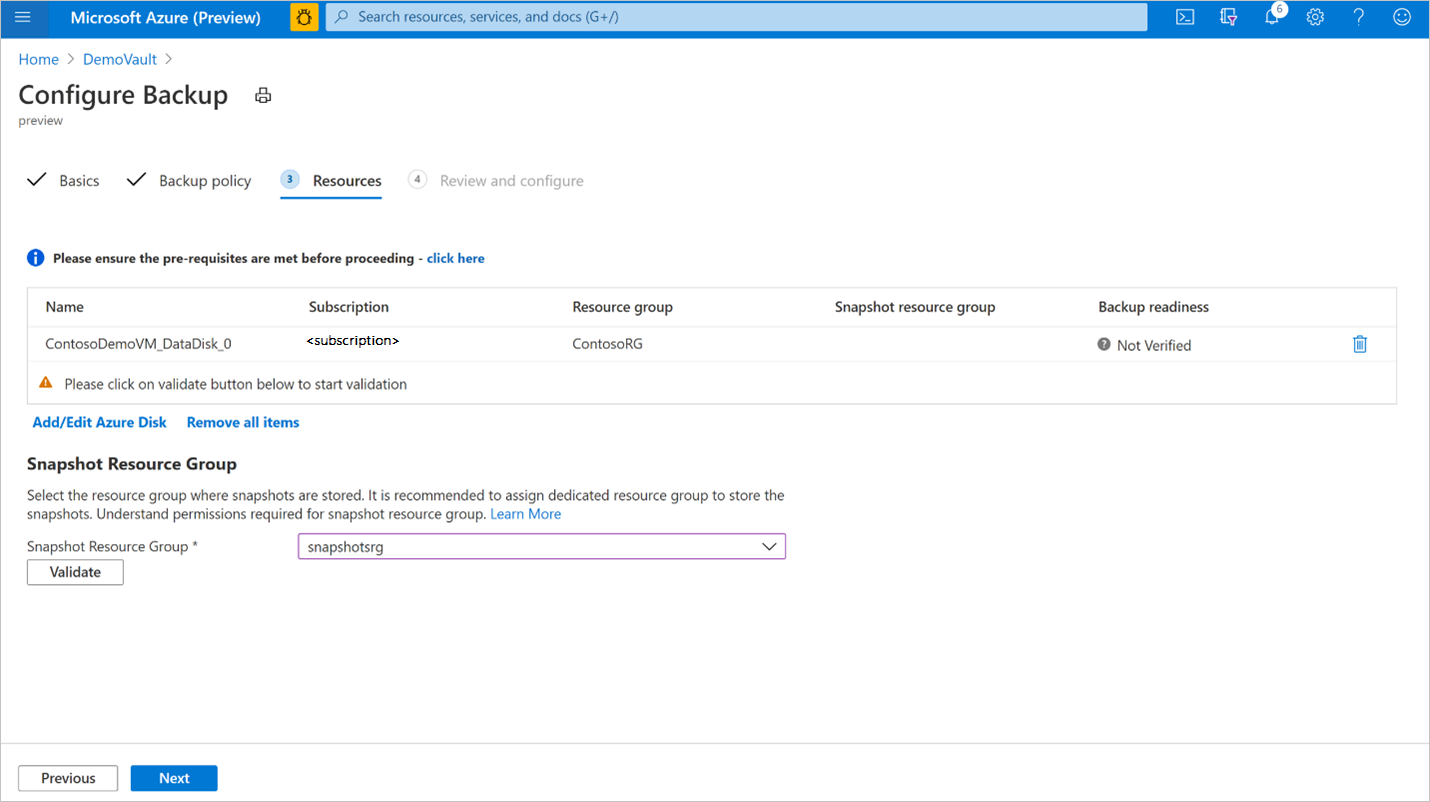 Microsoft Azure (Preview)
Search resources, services, and docs (G+/)
6
Home > DemoVault >
Configure Backup
preview
Basics
Backup policy
3 Resources
4 Review and configure
Please ensure the pre-requisites are met before proceeding - click here
Name Subscription Resource group Snapshot resource group Backup readiness
ContosoDemoVM_DataDisk_0 <subscription> ContosoRG Not Verified
Please click on validate button below to start validation
Add/Edit Azure Disk Remove all items
Snapshot Resource Group
Select the resource group where snapshots are stored. It is recommended to assign dedicated resource group to store the
snapshots. Understand permissions required for snapshot resource group. Learn More
Snapshot Resource Group * snapshotsrg
Validate
Previous Next